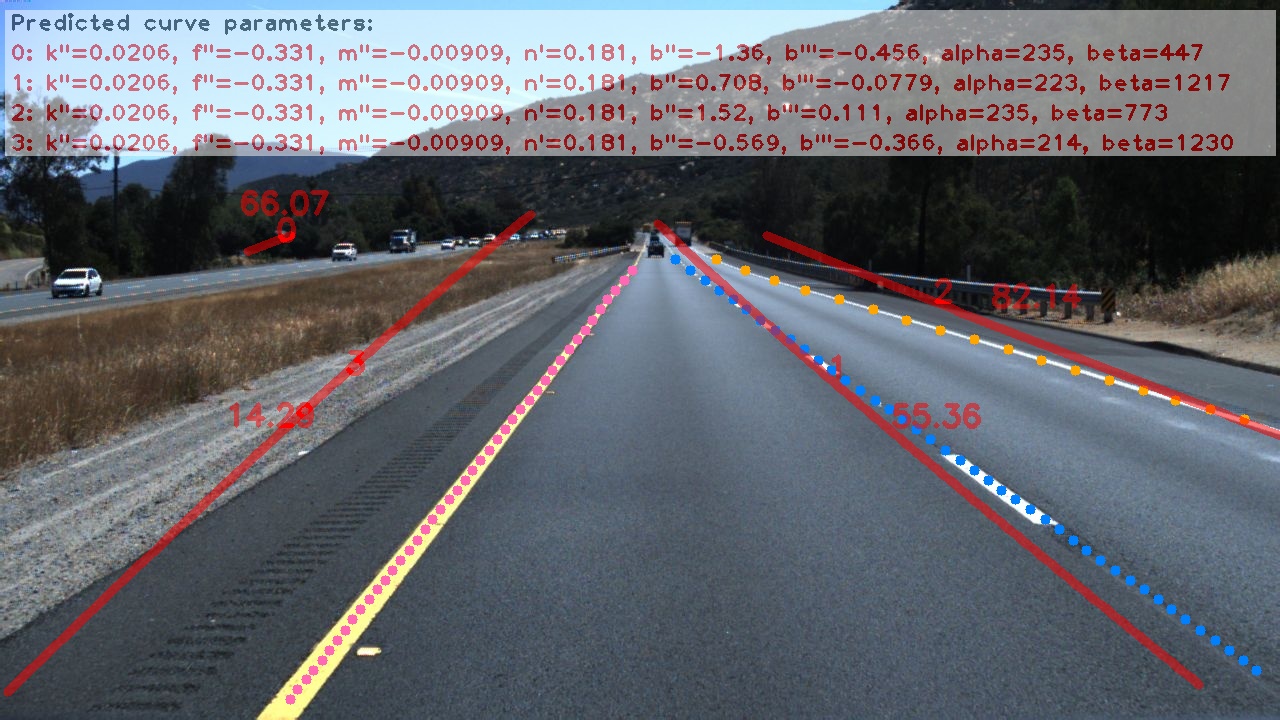 Predicted curve parameters:
0: k''=0.0206, f''=-0.331, m''=-0.00909, n'=0.181, b''=-1.36, b'''=-0.456, alpha=235, beta=447
1: k''=0.0206, f''=-0.331, m''=-0.00909, n'=0.181, b''=0.708, b'''=-0.0779, alpha=223, beta=1217
2: k''=0.0206, f''=-0.331, m''=-0.00909, n'=0.181, b''=1.52, b'''=0.111, alpha=235, beta=773
3: k''=0.0206, f''=-0.331, m''=-0.00909, n'=0.181, b''=-0.569, b'''=-0.366, alpha=214, beta=1230
66.07
0
2 82.14
3 1
14.29 55.36